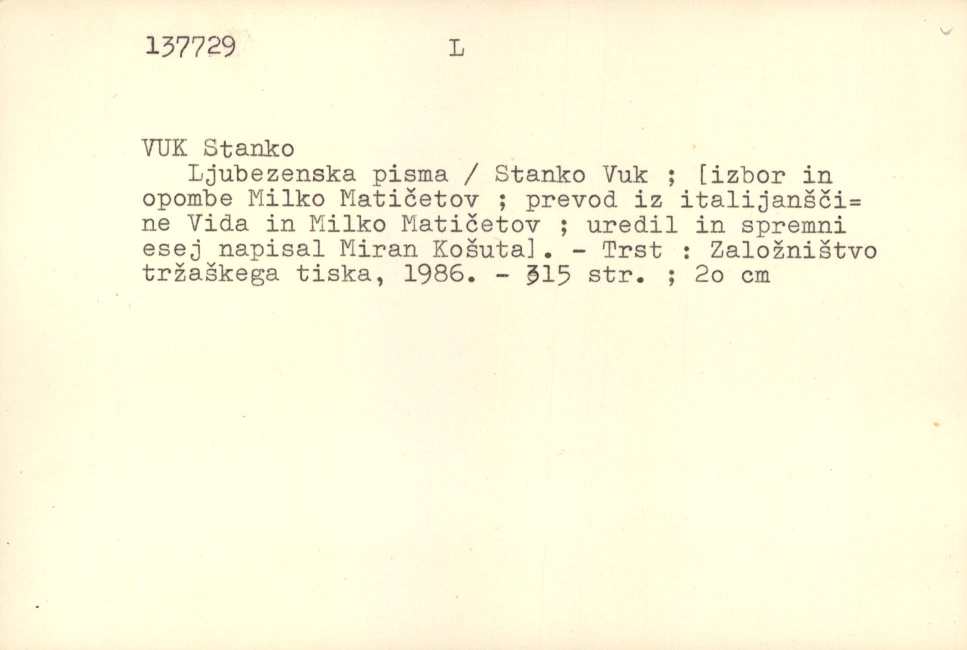 137729 L
VUK Stanko
Ljubezenska pisma / Stanko Vuk ; [izbor in
opombe Milko Matičetov ; prevod iz italijanšči=
ne Vida in Milko Matičetov ; uredil in spremni
esej napisal Miran Košuta]. - Trst : Založništvo
tržaškega tiska, 1986. - 315 str. ; 2o cm